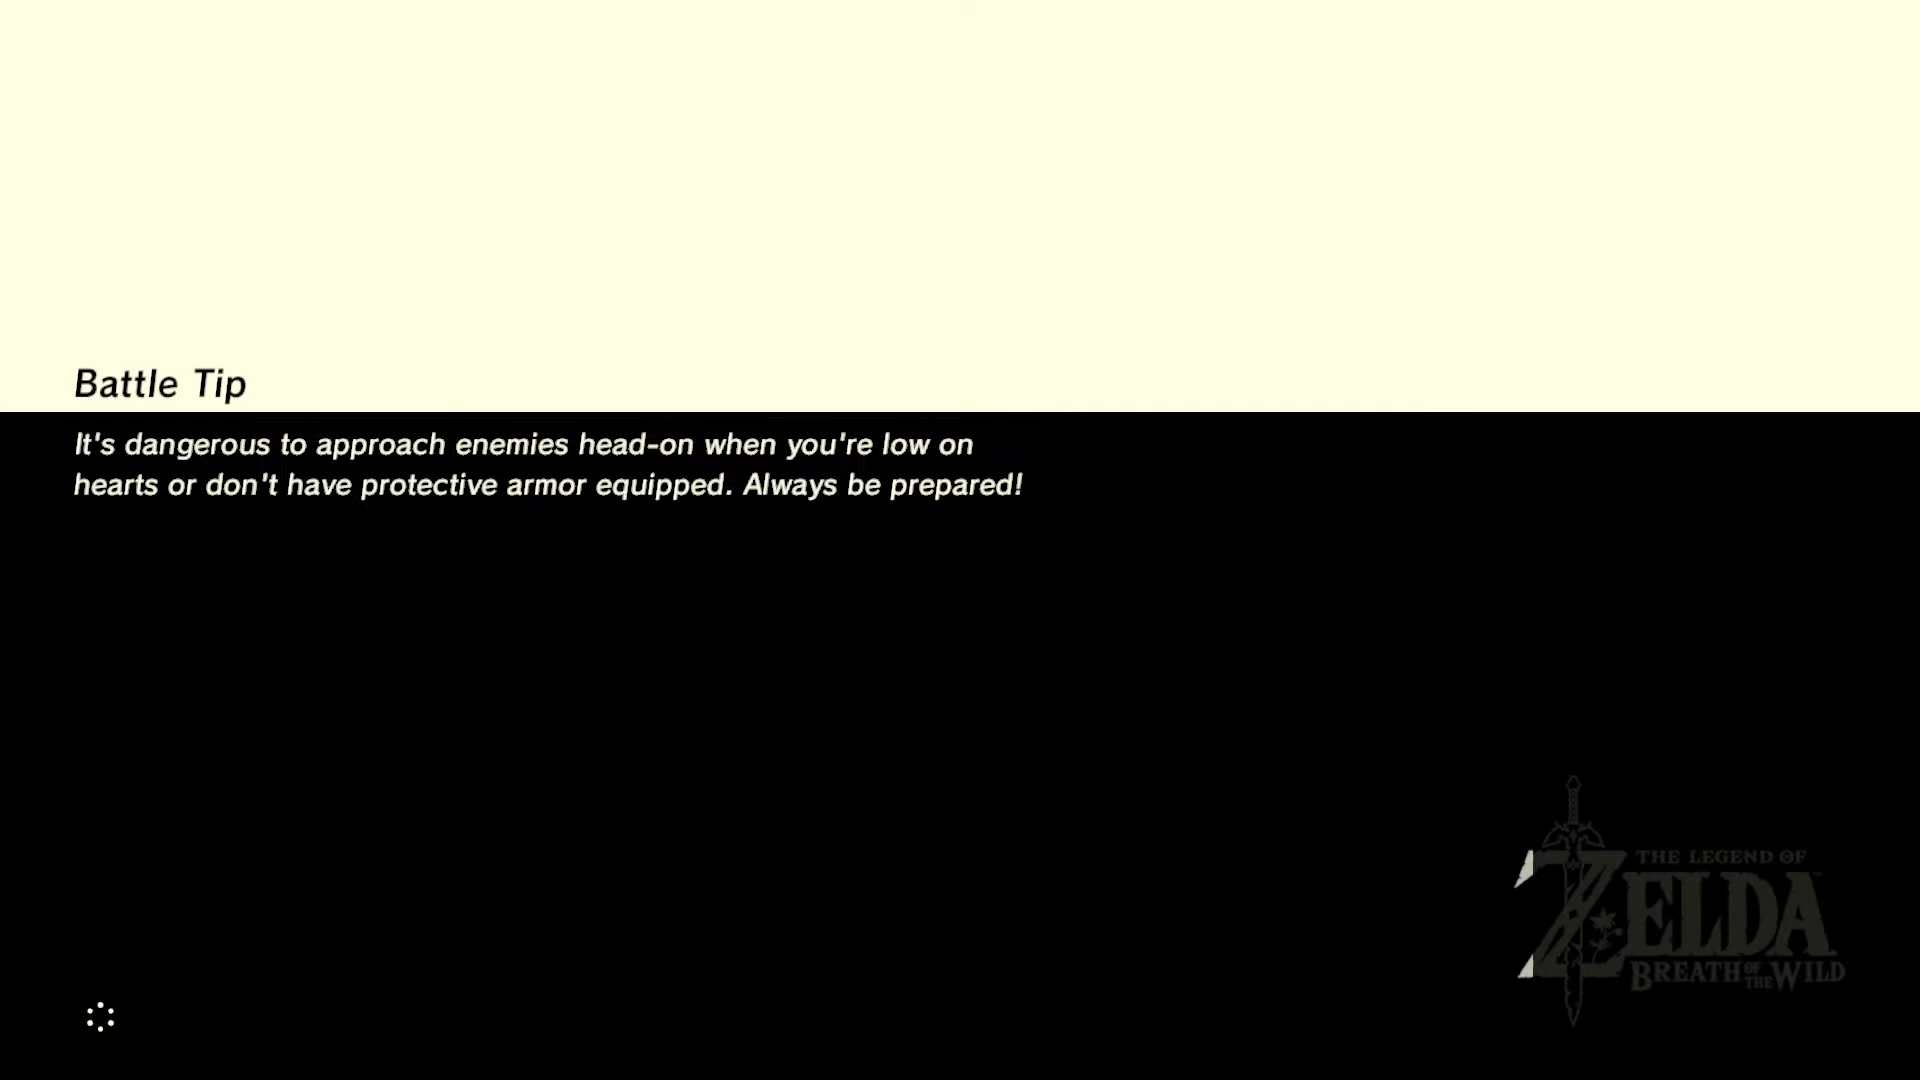 Battle Tip
It's dangerous to approach enemies head-on when you're low on
hearts or don't have protective armor equipped. Always be prepared!
THE LEGEND OF
ZELDA
BREATH OF THE WILD